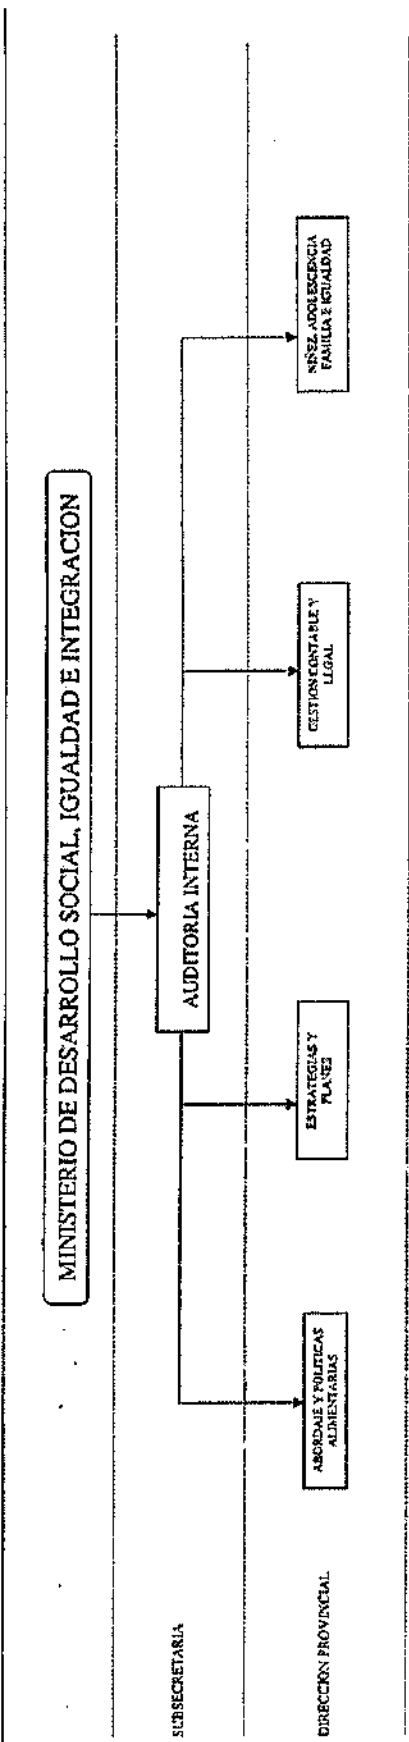 MINISTERIO DE DESARROLLO SOCIAL, IGUALDAD E INTEGRACION
SUBSECRETARIA
AUDITORIA INTERNA
DIRECCION PROVINCIAL
ABORDAJE Y POLITICAS
ALIMENTARIAS
ESTRATEGIAS Y
PLANES
GESTION CONTABLE Y
LEGAL
NIÑEZ, ADOLESCENCIA
FAMILIA E IGUALDAD